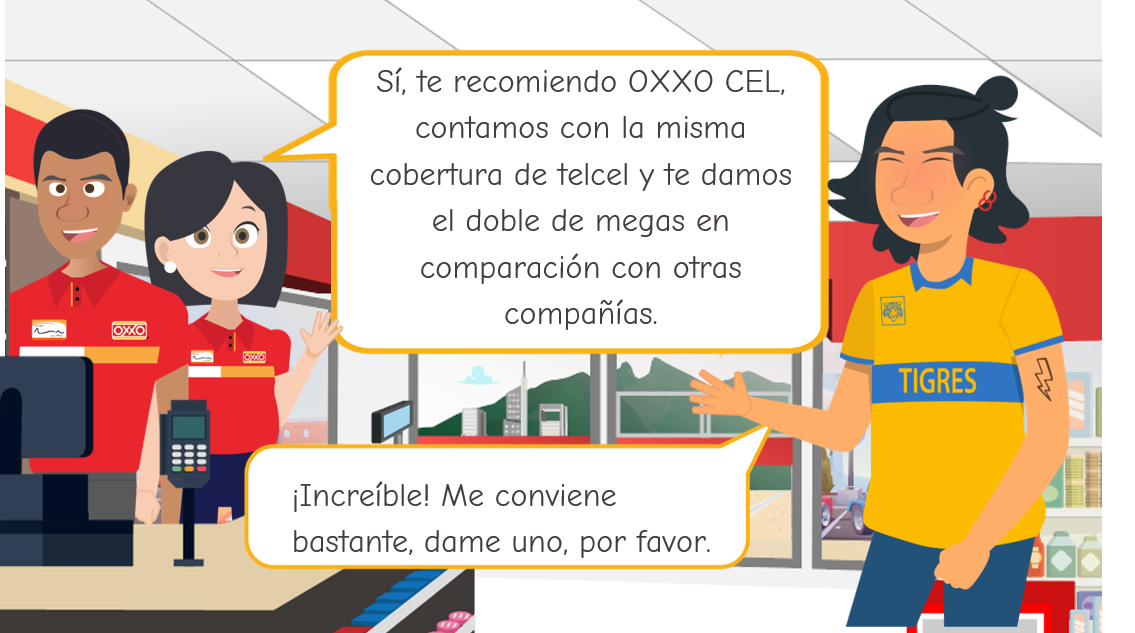 Sí, te recomiendo OXXO CEL,
contamos con la misma
cobertura de telcel y te damos
el doble de megas en
comparación con otras
compañías.
OXXO
OXXO
TIGRES
¡Increíble! Me conviene
bastante, dame uno, por favor.